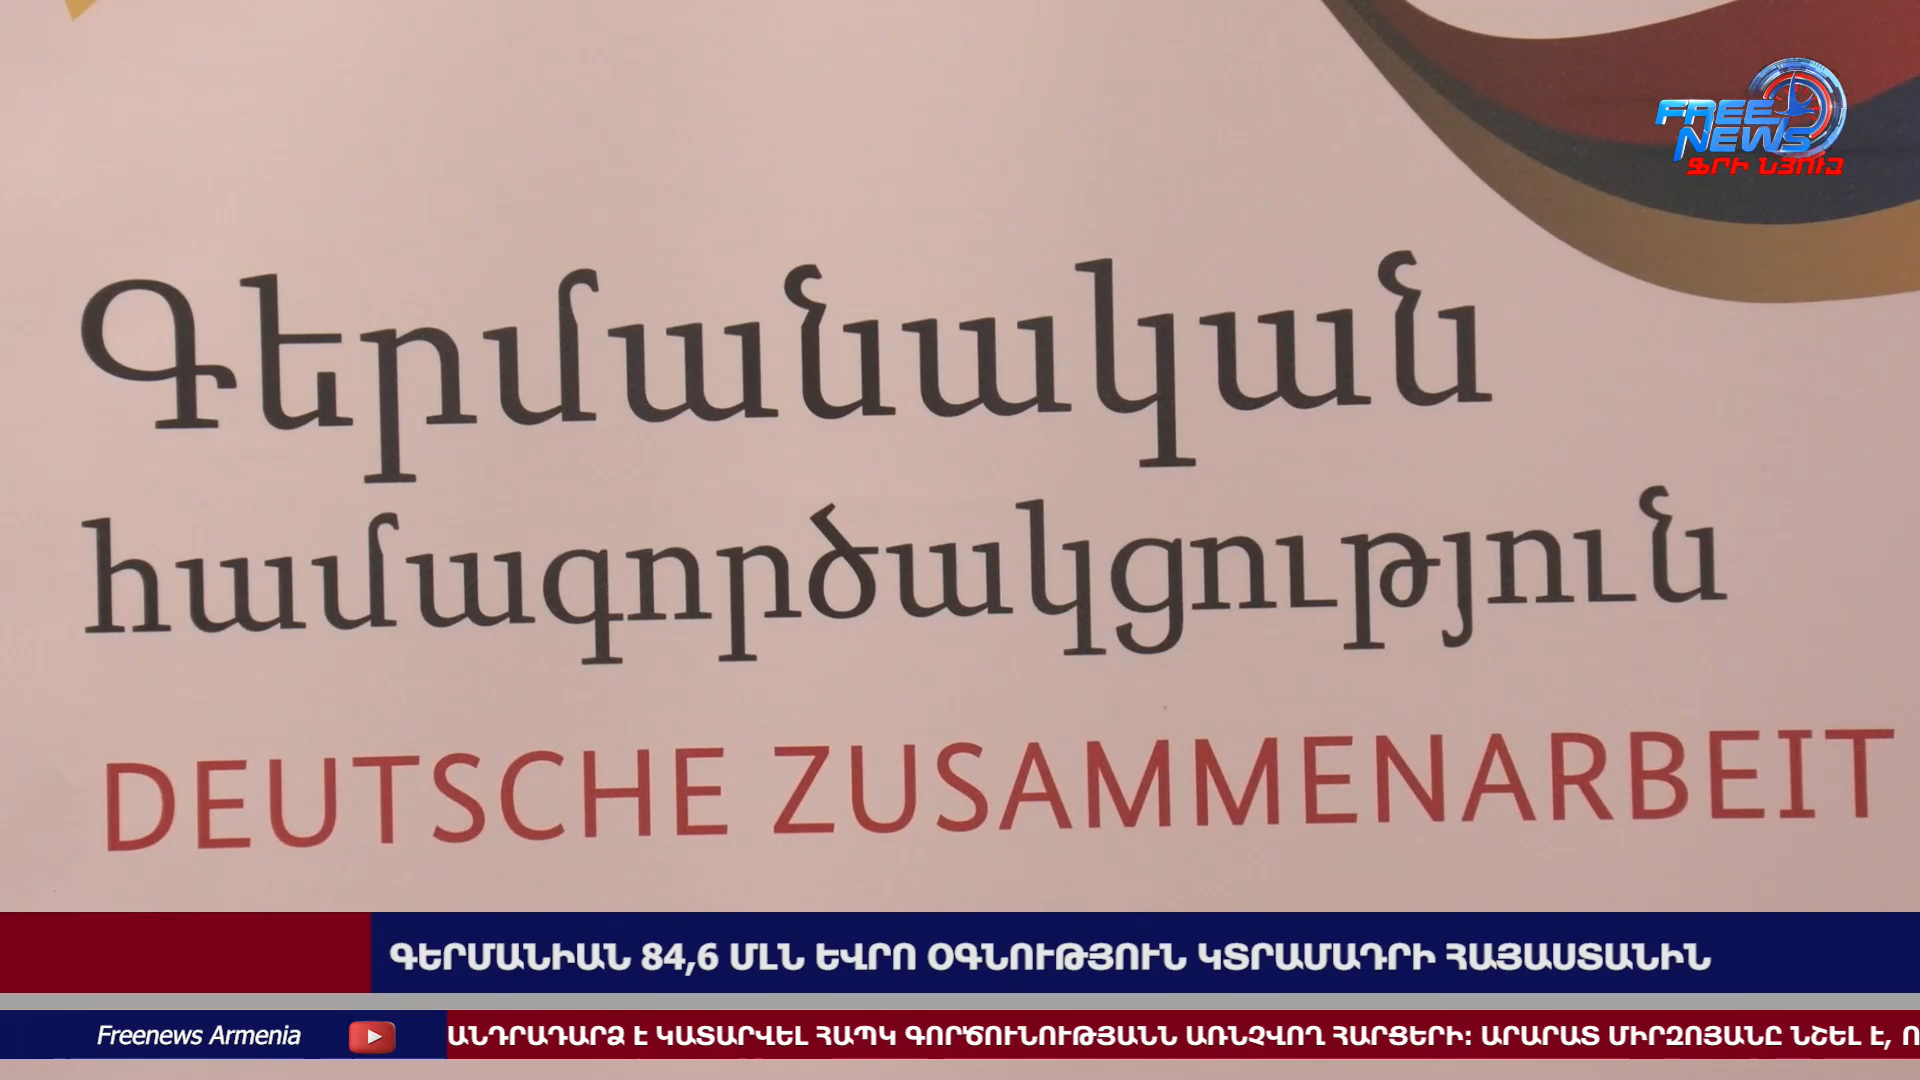 FREE
NEWS
ՖՐԻ ՆՅՈՒԶ
Գերմանական
համագործակցություն
DEUTSCHE ZUSAMMENARBEIT
ԳԵՐՄԱՆԻԱՆ 84,6 ՄԼՆ ԵՎՐՈ ՕԳՆՈՒԹՅՈՒՆ ԿՏՐԱՄԱԴՐԻ ՀԱՅԱՍՏԱՆԻՆ
Freenews Armenia
ԱՆԴՐԱԴԱՐՁ Է ԿԱՏԱՐՎԵԼ ՀԱՊԿ ԳՈՐԾՈՒՆՈՒԹՅԱՆՆ ԱՌՆՉՎՈՂ ՀԱՐՑԵՐԻ: ԱՐԱՐԱՏ ՄԻՐԶՈՅԱՆԸ ՆՇԵԼ Է, Ո